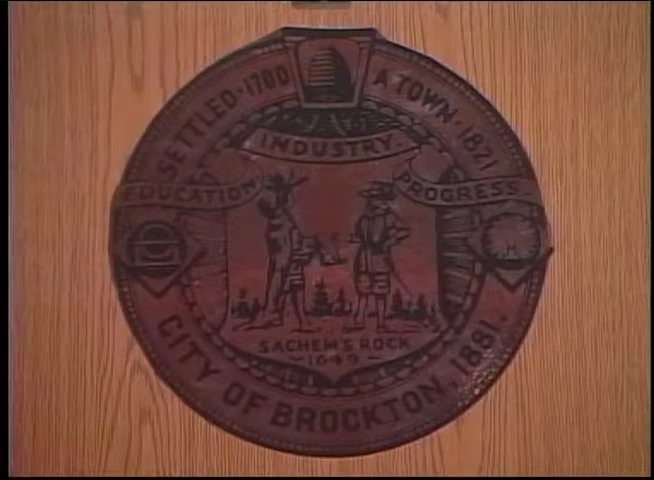 SETTLED · 1700
A TOWN · 1821
INDUSTRY.
EDUCATION
PROGRESS.
SACHEM'S ROCK
~ 1649 ~
CITY OF BROCKTON, 1881.